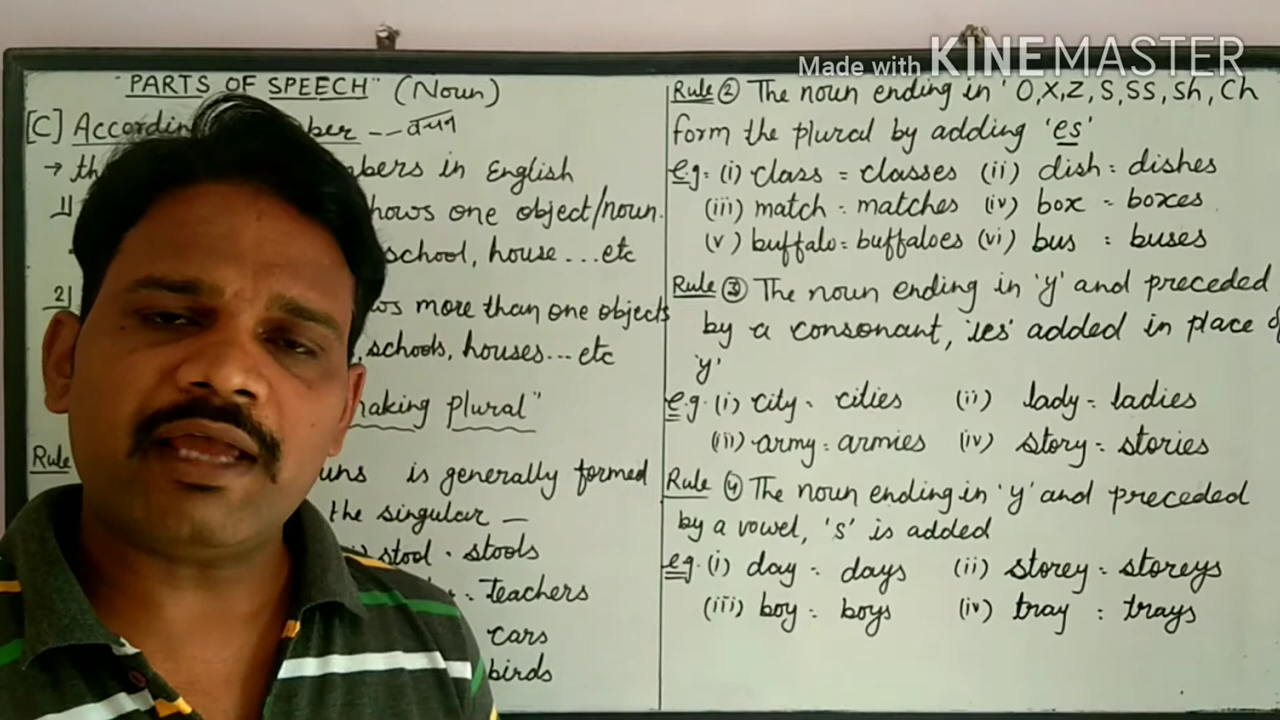 Made with KINEMASTER
"PARTS OF SPEECH" (Noun)
[C] Accordin ber -- वचन
→ th bers in English
1| hows one object/noun.
school, house...etc
2| ws more than one objects
, schools, houses...etc
making plural"
Rule uns is generally formed
the singular —
stool - stools
= Teachers
cars
birds
Rule ② The noun ending in 'O,X,Z,S,SS,Sh,Ch
form the plural by adding 'es'
e.g: (i) class = classes (ii) dish = dishes
(iii) match = matches (iv) box = boxes
(v) buffalo = buffaloes (vi) bus = buses
Rule ③ The noun ending in 'y' and preceded
by a consonant, 'ies' added in place of
'y'
e.g. (i) city - cities (ii) lady = ladies
(iii) army = armies (iv) story = stories
Rule ④ The noun ending in 'y' and preceded
by a vowel, 's' is added
e.g. (i) day = days (ii) storey = storeys
(iii) boy = boys (iv) tray = trays